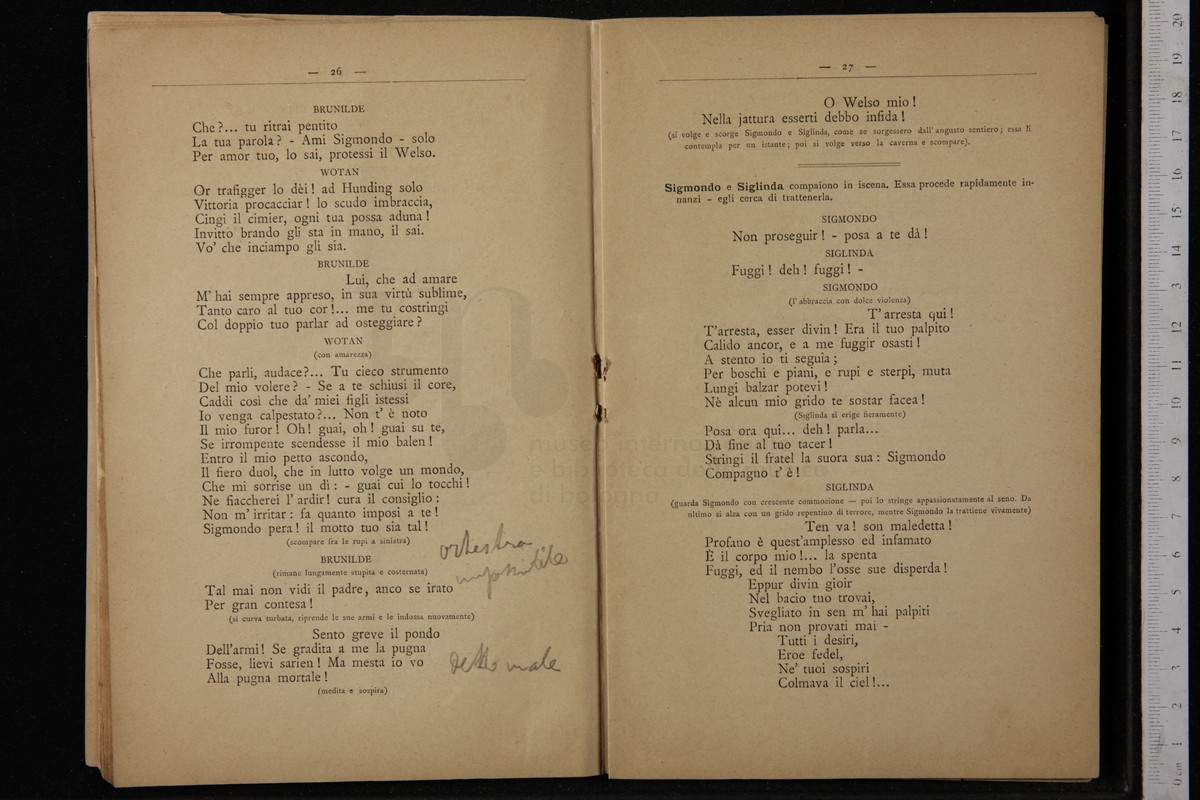 — 26 —
BRUNILDE
Che?... tu ritrai pentito
La tua parola? - Ami Sigmondo - solo
Per amor tuo, lo sai, protessi il Welso.
WOTAN
Or trafigger lo dèi! ad Hunding solo
Vittoria procacciar! lo scudo imbraccia,
Cingi il cimier, ogni tua possa aduna!
Invitto brando gli sta in mano, il sai.
Vo' che inciampo gli sia.
BRUNILDE
Lui, che ad amare
M' hai sempre appreso, in sua virtù sublime,
Tanto caro al tuo cor!... me tu costringi
Col doppio tuo parlar ad osteggiare?
WOTAN
(con amarezza)
Che parli, audace?... Tu cieco strumento
Del mio volere? - Se a te schiusi il core,
Caddi così che da' miei figli istessi
Io venga calpestato?... Non t' è noto
Il mio furor! Oh! guai, oh! guai su te,
Se irrompente scendesse il mio balen!
Entro il mio petto ascondo,
Il fiero duol, che in lutto volge un mondo,
Che mi sorrise un dì: - guai cui lo tocchi!
Ne fiaccherei l' ardir! cura il consiglio:
Non m' irritar: fa quanto imposi a te!
Sigmondo pera! il motto tuo sia tal!
(scompare fra le rupi a sinistra)
BRUNILDE
(rimane lungamente stupita e costernata)
Tal mai non vidi il padre, anco se irato
Per gran contesa!
(si curva turbata, riprende le sue armi e le indossa nuovamente)
Sento greve il pondo
Dell'armi! Se gradita a me la pugna
Fosse, lievi sarien! Ma mesta io vo
Alla pugna mortale!
(medita e sospira)
orchestra
impossibile
detto male
— 27 —
O Welso mio!
Nella jattura esserti debbo infida!
(si volge e scorge Sigmondo e Siglinda, come se sorgessero dall' angusto sentiero; essa li
contempla per un istante; poi si volge verso la caverna e scompare).
Sigmondo e Siglinda compaiono in iscena. Essa procede rapidamente in-
nanzi - egli cerca di trattenerla.
SIGMONDO
Non proseguir! - posa a te dà!
SIGLINDA
Fuggi! deh! fuggi! -
SIGMONDO
(l' abbraccia con dolce violenza)
T' arresta qui!
T'arresta, esser divin! Era il tuo palpito
Calido ancor, e a me fuggir osasti!
A stento io ti seguia;
Per boschi e piani, e rupi e sterpi, muta
Lungi balzar potevi!
Nè alcun mio grido te sostar facea!
(Siglinda si erige fieramente)
Posa ora qui... deh! parla...
Dà fine al tuo tacer!
Stringi il fratel la suora sua: Sigmondo
Compagno t' è!
SIGLINDA
(guarda Sigmondo con crescente commozione — poi lo stringe appassionatamente al seno. Da
ultimo si alza con un grido repentino di terrore, mentre Sigmondo la trattiene vivamente)
Ten va! son maledetta!
Profano è quest'amplesso ed infamato
È il corpo mio!... la spenta
Fuggi, ed il nembo l'osse sue disperda!
Eppur divin gioir
Nel bacio tuo trovai,
Svegliato in sen m' hai palpiti
Pria non provati mai -
Tutti i desiri,
Eroe fedel,
Ne' tuoi sospiri
Colmava il ciel!...